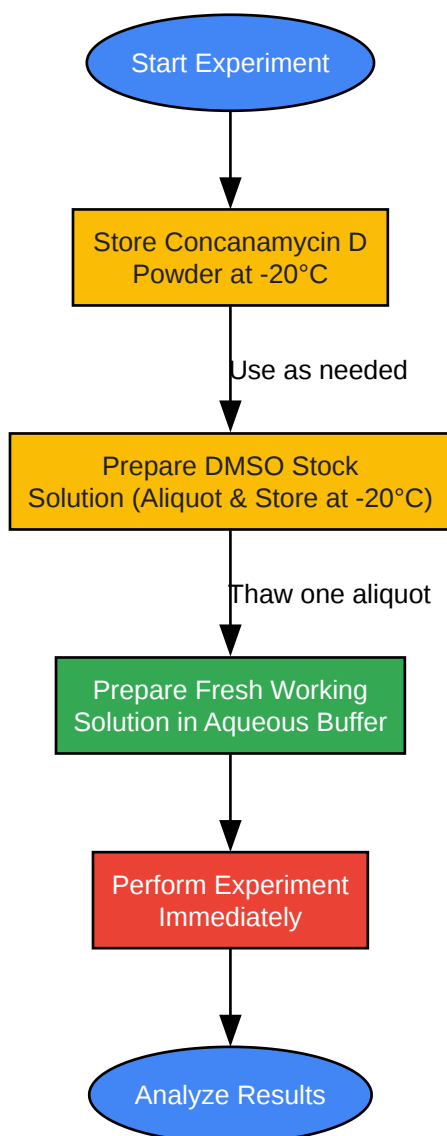 Start Experiment
Store Concanamycin D
Powder at -20°C
Use as needed
Prepare DMSO Stock
Solution (Aliquot & Store at -20°C)
Thaw one aliquot
Prepare Fresh Working
Solution in Aqueous Buffer
Perform Experiment
Immediately
Analyze Results